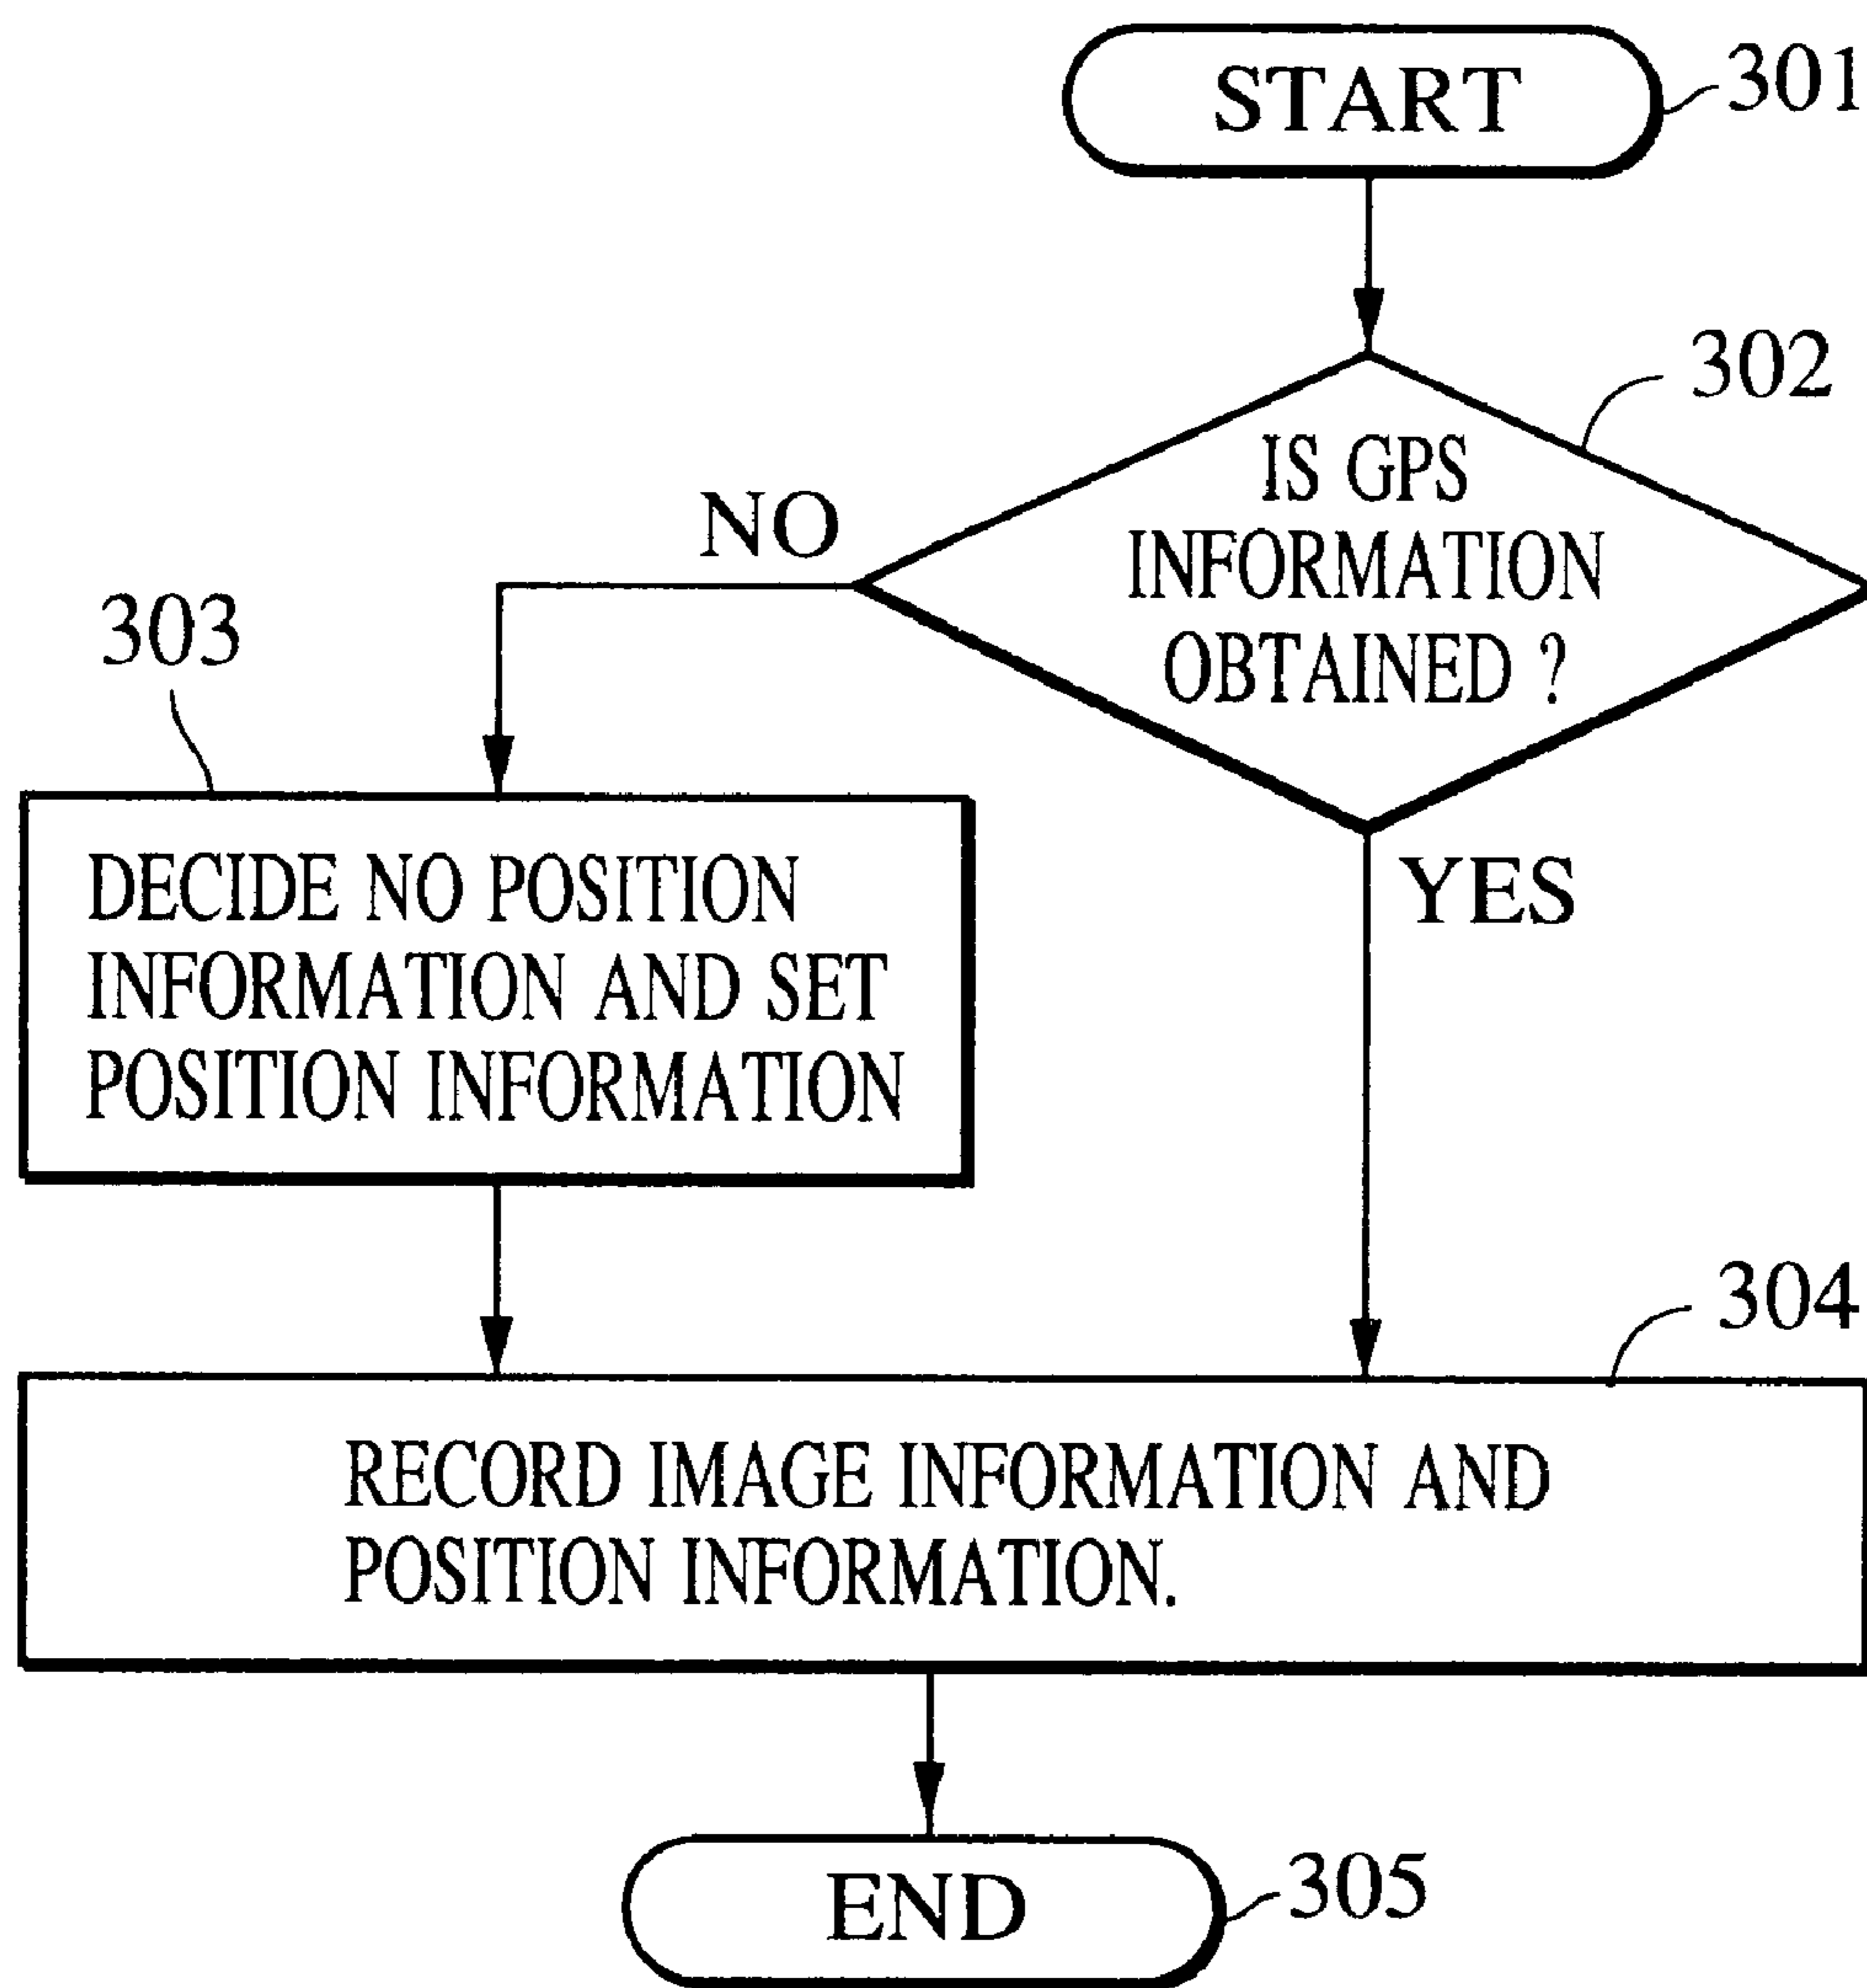 START
301
302
IS GPS
INFORMATION
OBTAINED ?
NO
303
YES
DECIDE NO POSITION
INFORMATION AND SET
POSITION INFORMATION
304
RECORD IMAGE INFORMATION AND
POSITION INFORMATION.
END
305